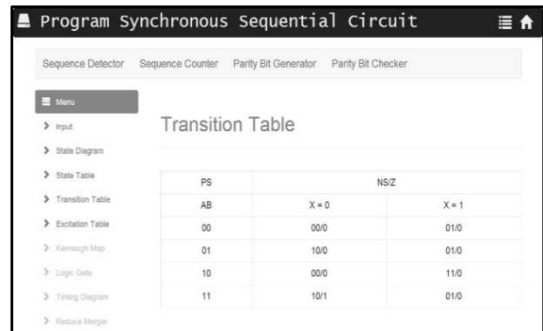 Program Synchronous Sequential Circuit
Sequence Detector Sequence Counter Parity Bit Generator Parity Bit Checker
Menu
Input
State Diagram
State Table
Transition Table
Excitation Table
Karnaugh Map
Logic Gate
Timing Diagram
Reduce Merger
Transition Table
PS NS/Z
AB X = 0 X = 1
00 00/0 01/0
01 10/0 01/0
10 00/0 11/0
11 10/1 01/0